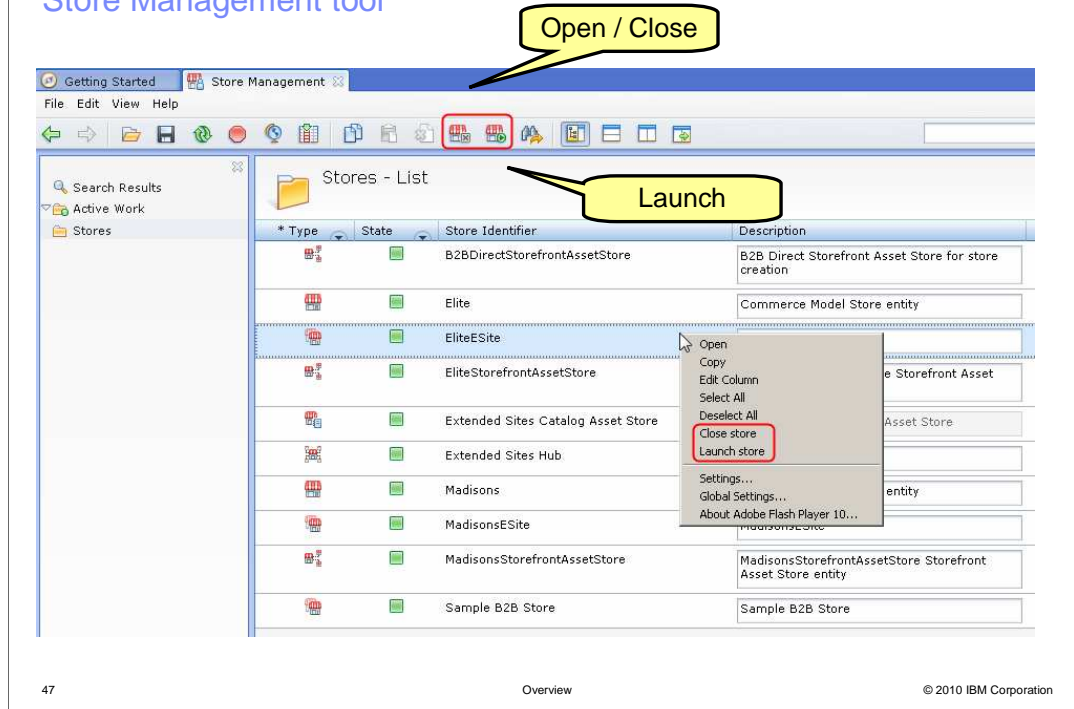 Store Management tool
Open / Close
Getting Started
Store Management
File Edit View Help
Search Results
Active Work
Stores
Stores - List
Launch
* Type State Store Identifier Description
B2BDirectStorefrontAssetStore
B2B Direct Storefront Asset Store for store
creation
Elite
Commerce Model Store entity
EliteESite
EliteStorefrontAssetStore
e Storefront Asset
Extended Sites Catalog Asset Store
Asset Store
Extended Sites Hub
Madisons
entity
MadisonsESite
MadisonsESite
MadisonsStorefrontAssetStore
MadisonsStorefrontAssetStore Storefront
Asset Store entity
Sample B2B Store
Sample B2B Store
Open
Copy
Edit Column
Select All
Deselect All
Close store
Launch store
Settings...
Global Settings...
About Adobe Flash Player 10...
47
Overview
© 2010 IBM Corporation